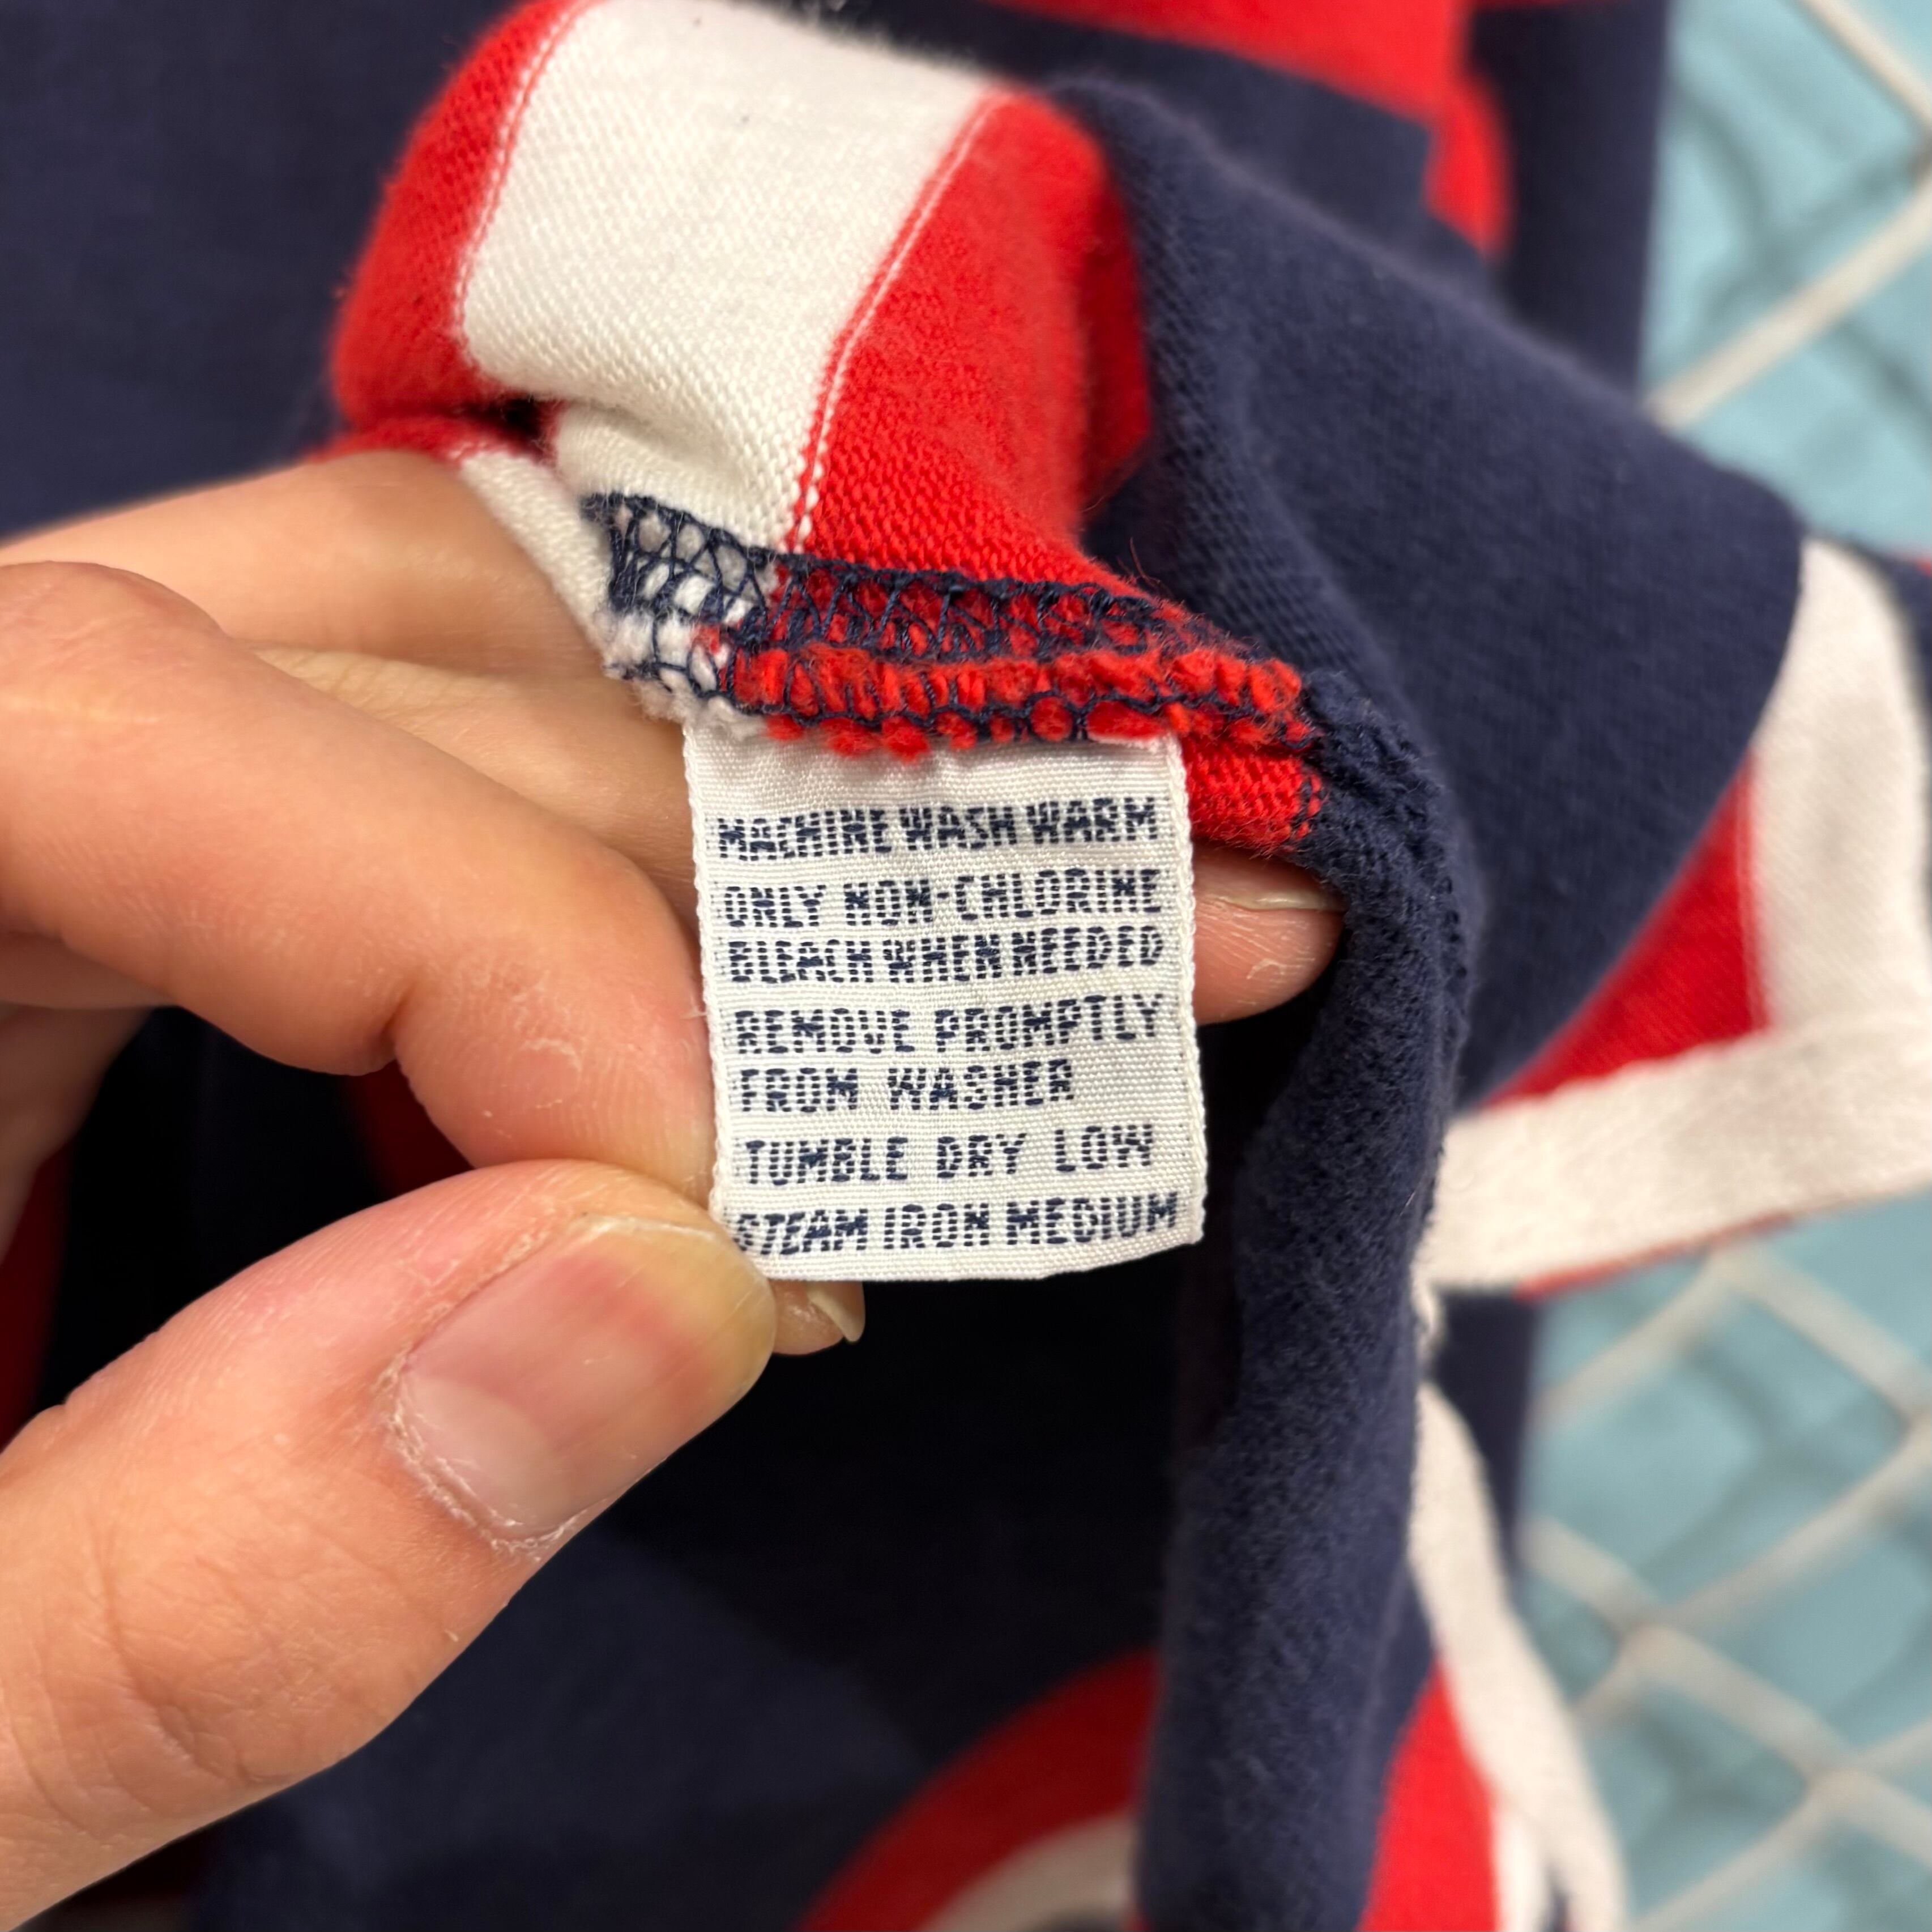 MACHINE WASH WARM
ONLY NON-CHLORINE
BLEACH WHEN NEEDED
REMOVE PROMPTLY
FROM WASHER
TUMBLE DRY LOW
STEAM IRON MEDIUM